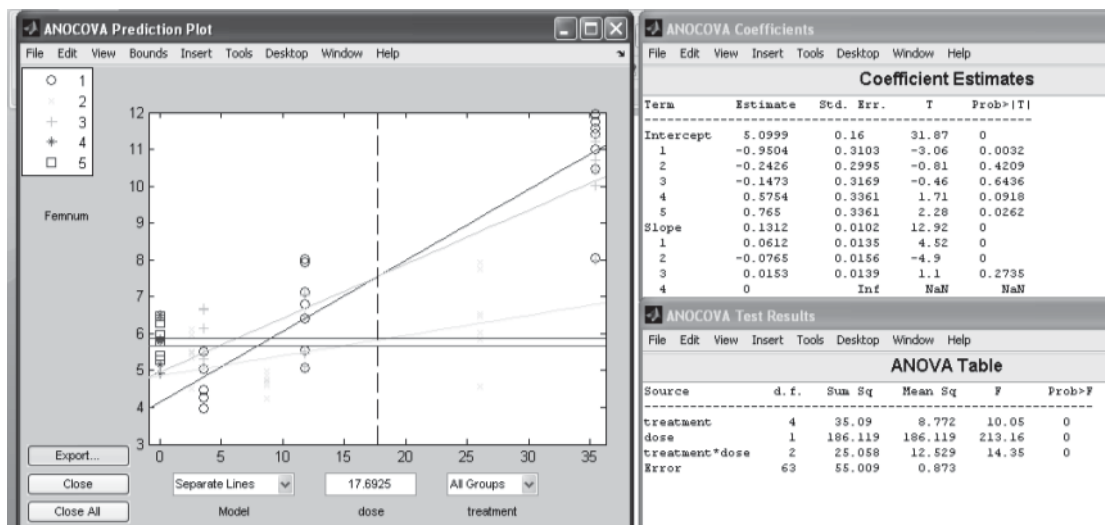 ANOCOVA Prediction Plot
File Edit View Bounds Insert Tools Desktop Window Help
1
2
3
4
5
Femnum
12
11
10
9
8
7
6
5
4
3
0 5 10 15 20 25 30 35
Export...
Close
Close All
Separate Lines
17.6925
All Groups
Model
dose
treatment
ANOCOVA Coefficients
File Edit View Insert Tools Desktop Window Help
Coefficient Estimates
Term Estimate Std. Err. T Prob>|T|
Intercept 5.0999 0.16 31.87 0
1 -0.9504 0.3103 -3.06 0.0032
2 -0.2426 0.2995 -0.81 0.4209
3 -0.1473 0.3169 -0.46 0.6436
4 0.5754 0.3361 1.71 0.0918
5 0.765 0.3361 2.28 0.0262
Slope 0.1312 0.0102 12.92 0
1 0.0612 0.0135 4.52 0
2 -0.0765 0.0156 -4.9 0
3 0.0153 0.0139 1.1 0.2735
4 0 Inf NaN NaN
ANOCOVA Test Results
File Edit View Insert Tools Desktop Window Help
ANOVA Table
Source d.f. Sum Sq Mean Sq F Prob>F
treatment 4 35.09 8.772 10.05 0
dose 1 186.119 186.119 213.16 0
treatment*dose 2 25.058 12.529 14.35 0
Error 63 55.009 0.873